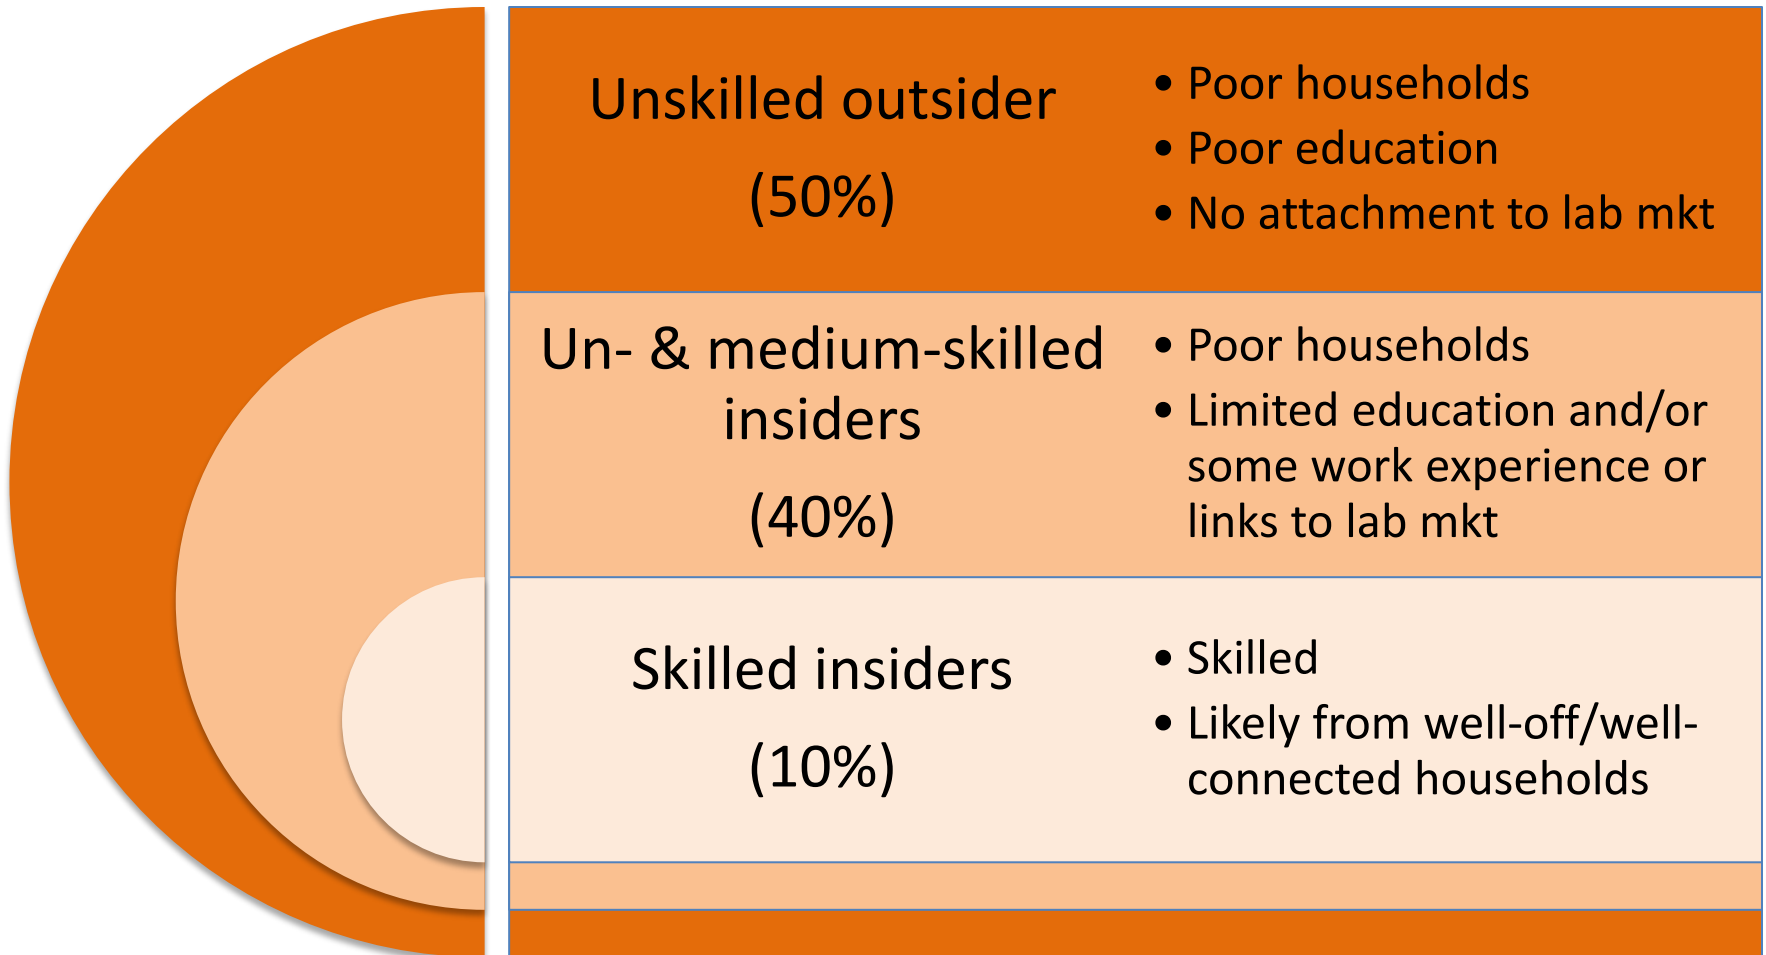 Unskilled outsider
(50%)
• Poor households
• Poor education
• No attachment to lab mkt
Un- & medium-skilled
insiders
(40%)
• Poor households
• Limited education and/or
some work experience or
links to lab mkt
Skilled insiders
(10%)
• Skilled
• Likely from well-off/well-
connected households